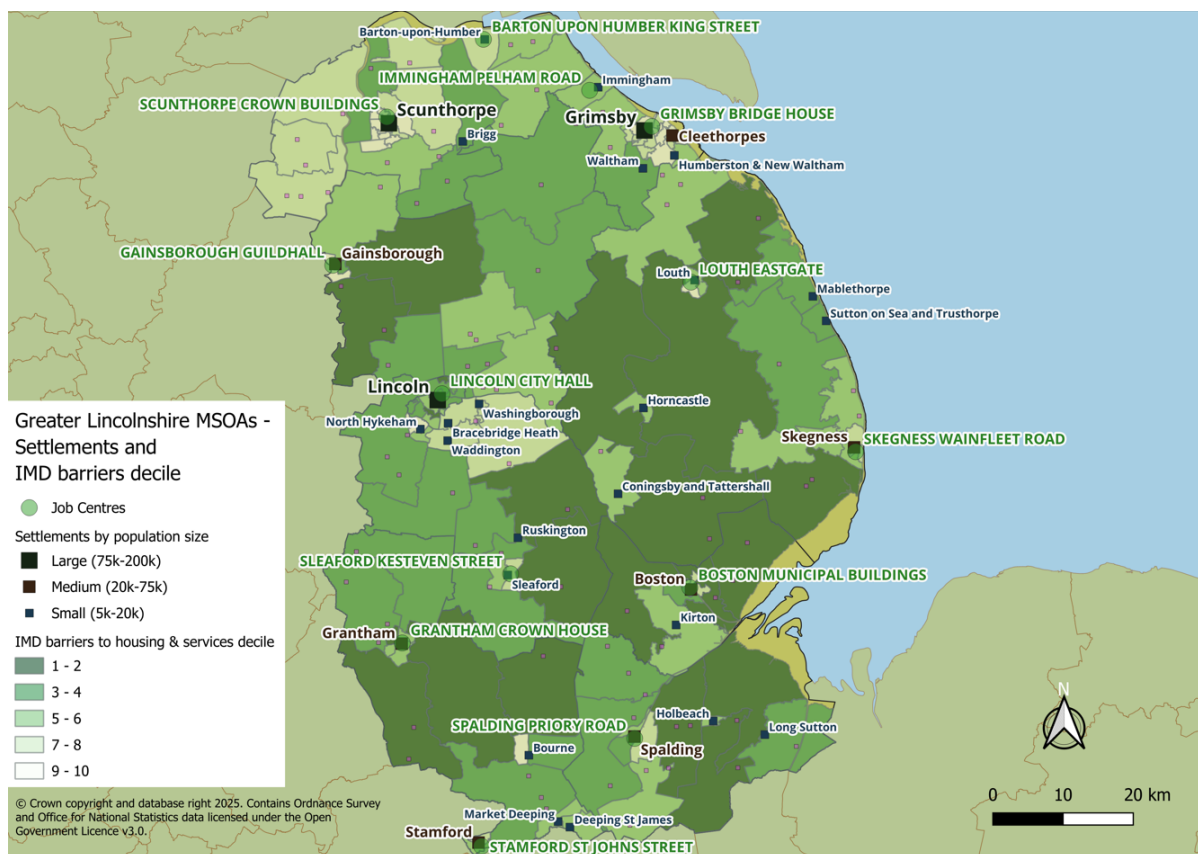 Barton-upon-Humber
BARTON UPON HUMBER KING STREET
IMMINGHAM PELHAM ROAD
Immingham
SCUNTHORPE CROWN BUILDINGS
Scunthorpe
Grimsby
GRIMSBY BRIDGE HOUSE
Cleethorpes
Brigg
Waltham
Humberston & New Waltham
GAINSBOROUGH GUILDHALL
Gainsborough
Louth
LOUTH EASTGATE
Mablethorpe
Sutton on Sea and Trusthorpe
Lincoln
LINCOLN CITY HALL
Washingborough
Horncastle
North Hykeham
Bracebridge Heath
Waddington
Skegness
SKEGNESS WAINFLEET ROAD
Coningsby and Tattershall
Ruskington
SLEAFORD KESTEVEN STREET
Sleaford
Boston
BOSTON MUNICIPAL BUILDINGS
Kirton
Grantham
GRANTHAM CROWN HOUSE
SPALDING PRIORY ROAD
Holbeach
Long Sutton
Bourne
Spalding
Market Deeping
Deeping St James
Stamford
STAMFORD ST JOHNS STREET
Greater Lincolnshire MSOAs -
Settlements and
IMD barriers decile
Job Centres
Settlements by population size
Large (75k-200k)
Medium (20k-75k)
Small (5k-20k)
IMD barriers to housing & services decile
1 - 2
3 - 4
5 - 6
7 - 8
9 - 10
© Crown copyright and database right 2025. Contains Ordnance Survey
and Office for National Statistics data licensed under the Open
Government Licence v3.0.
N
0 10 20 km